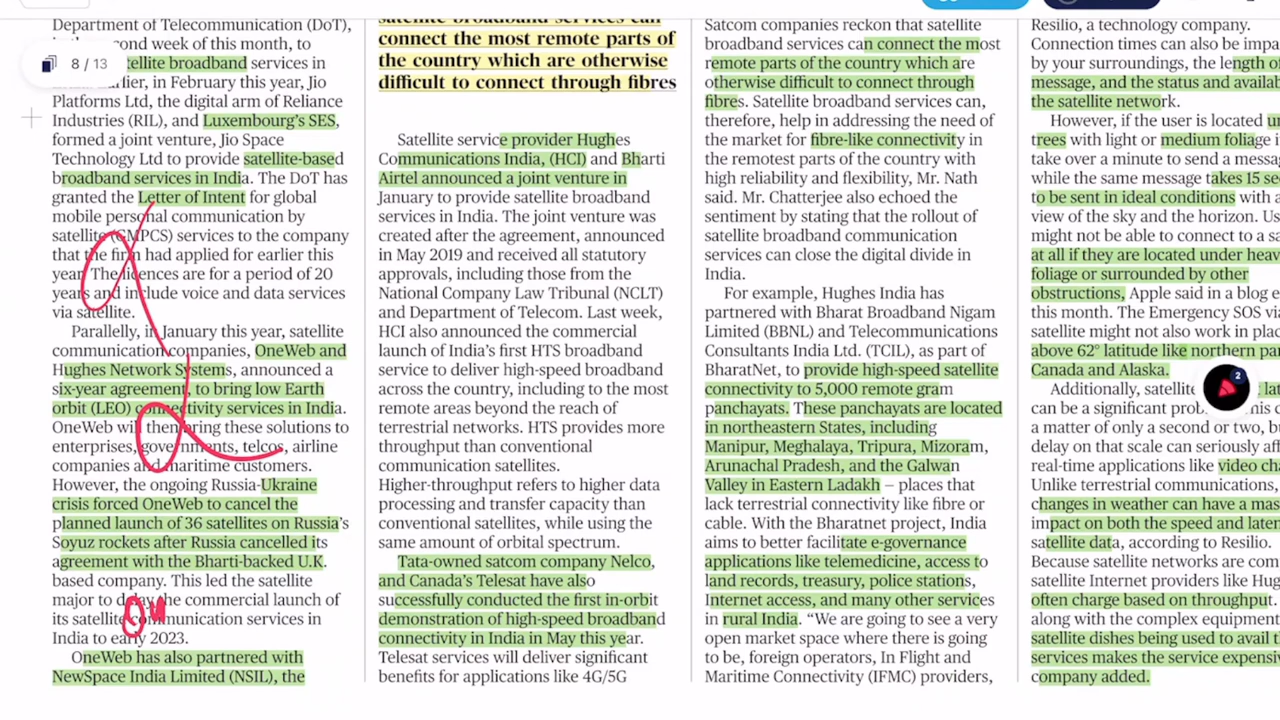 Department of Telecommunication (DoT),
ond week of this month, to
tellite broadband services in
rlier, in February this year, Jio
Platforms Ltd, the digital arm of Reliance
Industries (RIL), and Luxembourg's SES,
formed a joint venture, Jio Space
Technology Ltd to provide satellite-based
broadband services in India. The DoT has
granted the Letter of Intent for global
mobile personal communication by
satellite (GMPCS) services to the company
that the firm had applied for earlier this
year. The licences are for a period of 20
years and include voice and data services
via satellite.
Parallelly, in January this year, satellite
communication companies, OneWeb and
Hughes Network Systems, announced a
six-year agreement, to bring low Earth
orbit (LEO) connectivity services in India.
OneWeb will then bring these solutions to
enterprises, governments, telcos, airline
companies and maritime customers.
However, the ongoing Russia-Ukraine
crisis forced OneWeb to cancel the
planned launch of 36 satellites on Russia's
Soyuz rockets after Russia cancelled its
agreement with the Bharti-backed U.K.
based company. This led the satellite
major to delay the commercial launch of
its satellite communication services in
India to early 2023.
OneWeb has also partnered with
NewSpace India Limited (NSIL), the
8 / 13
satellite broadband services can
connect the most remote parts of
the country which are otherwise
difficult to connect through fibres
Satellite service provider Hughes
Communications India, (HCI) and Bharti
Airtel announced a joint venture in
January to provide satellite broadband
services in India. The joint venture was
created after the agreement, announced
in May 2019 and received all statutory
approvals, including those from the
National Company Law Tribunal (NCLT)
and Department of Telecom. Last week,
HCI also announced the commercial
launch of India's first HTS broadband
service to deliver high-speed broadband
across the country, including to the most
remote areas beyond the reach of
terrestrial networks. HTS provides more
throughput than conventional
communication satellites.
Higher-throughput refers to higher data
processing and transfer capacity than
conventional satellites, while using the
same amount of orbital spectrum.
Tata-owned satcom company Nelco,
and Canada's Telesat have also
successfully conducted the first in-orbit
demonstration of high-speed broadband
connectivity in India in May this year.
Telesat services will deliver significant
benefits for applications like 4G/5G
Satcom companies reckon that satellite
broadband services can connect the most
remote parts of the country which are
otherwise difficult to connect through
fibres. Satellite broadband services can,
therefore, help in addressing the need of
the market for fibre-like connectivity in
the remotest parts of the country with
high reliability and flexibility, Mr. Nath
said. Mr. Chatterjee also echoed the
sentiment by stating that the rollout of
satellite broadband communication
services can close the digital divide in
India.
For example, Hughes India has
partnered with Bharat Broadband Nigam
Limited (BBNL) and Telecommunications
Consultants India Ltd. (TCIL), as part of
BharatNet, to provide high-speed satellite
connectivity to 5,000 remote gram
panchayats. These panchayats are located
in northeastern States, including
Manipur, Meghalaya, Tripura, Mizoram,
Arunachal Pradesh, and the Galwan
Valley in Eastern Ladakh – places that
lack terrestrial connectivity like fibre or
cable. With the Bharatnet project, India
aims to better facilitate e-governance
applications like telemedicine, access to
land records, treasury, police stations,
Internet access, and many other services
in rural India. “We are going to see a very
open market space where there is going
to be, foreign operators, In Flight and
Maritime Connectivity (IFMC) providers,
Resilio, a technology company.
Connection times can also be impa
by your surroundings, the length of
message, and the status and availa
the satellite network.
However, if the user is located un
trees with light or medium foliage i
take over a minute to send a messa
while the same message takes 15 se
to be sent in ideal conditions with a
view of the sky and the horizon. Us
might not be able to connect to a sa
at all if they are located under heav
foliage or surrounded by other
obstructions, Apple said in a blog e
this month. The Emergency SOS via
satellite might not also work in plac
above 62° latitude like northern pa
Canada and Alaska.
Additionally, satellite la
can be a significant prob his c
a matter of only a second or two, bu
delay on that scale can seriously aff
real-time applications like video cha
Unlike terrestrial communications,
changes in weather can have a mas
impact on both the speed and laten
satellite data, according to Resilio.
Because satellite networks are com
satellite Internet providers like Hug
often charge based on throughput.
along with the complex equipment
satellite dishes being used to avail t
services makes the service expensiv
company added.
2